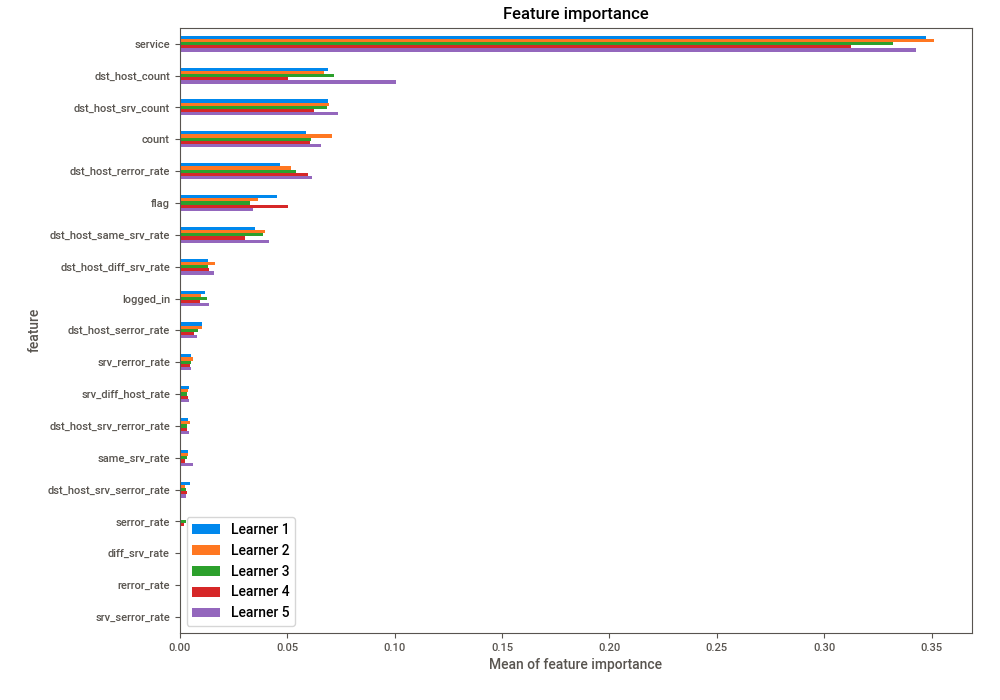 Feature importance
service
dst_host_count
dst_host_srv_count
count
dst_host_rerror_rate
flag
dst_host_same_srv_rate
dst_host_diff_srv_rate
logged_in
dst_host_serror_rate
srv_rerror_rate
srv_diff_host_rate
dst_host_srv_rerror_rate
same_srv_rate
dst_host_srv_serror_rate
serror_rate
diff_srv_rate
rerror_rate
srv_serror_rate
feature
Learner 1
Learner 2
Learner 3
Learner 4
Learner 5
0.00 0.05 0.10 0.15 0.20 0.25 0.30 0.35
Mean of feature importance